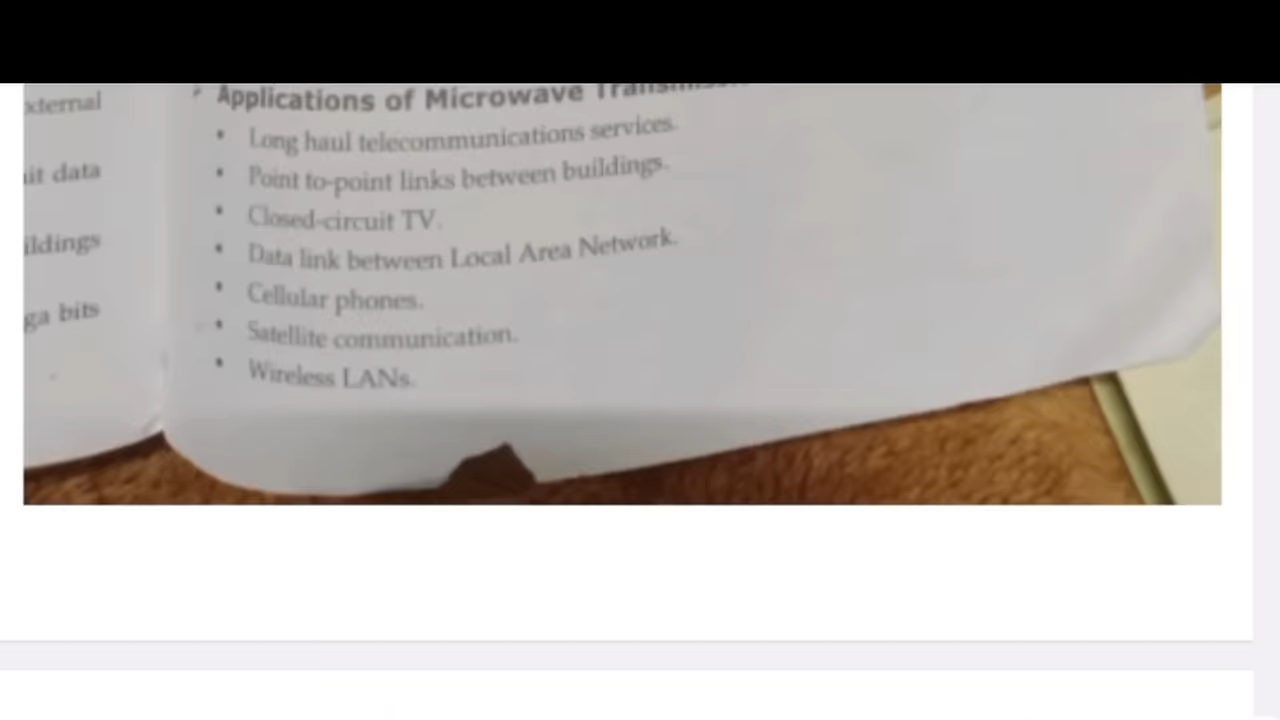 xternal
it data
ildings
ga bits
Applications of Microwave
Long haul telecommunications services.
Point to-point links between buildings.
Closed-circuit TV.
Data link between Local Area Network.
Cellular phones.
Satellite communication.
Wireless LANs.